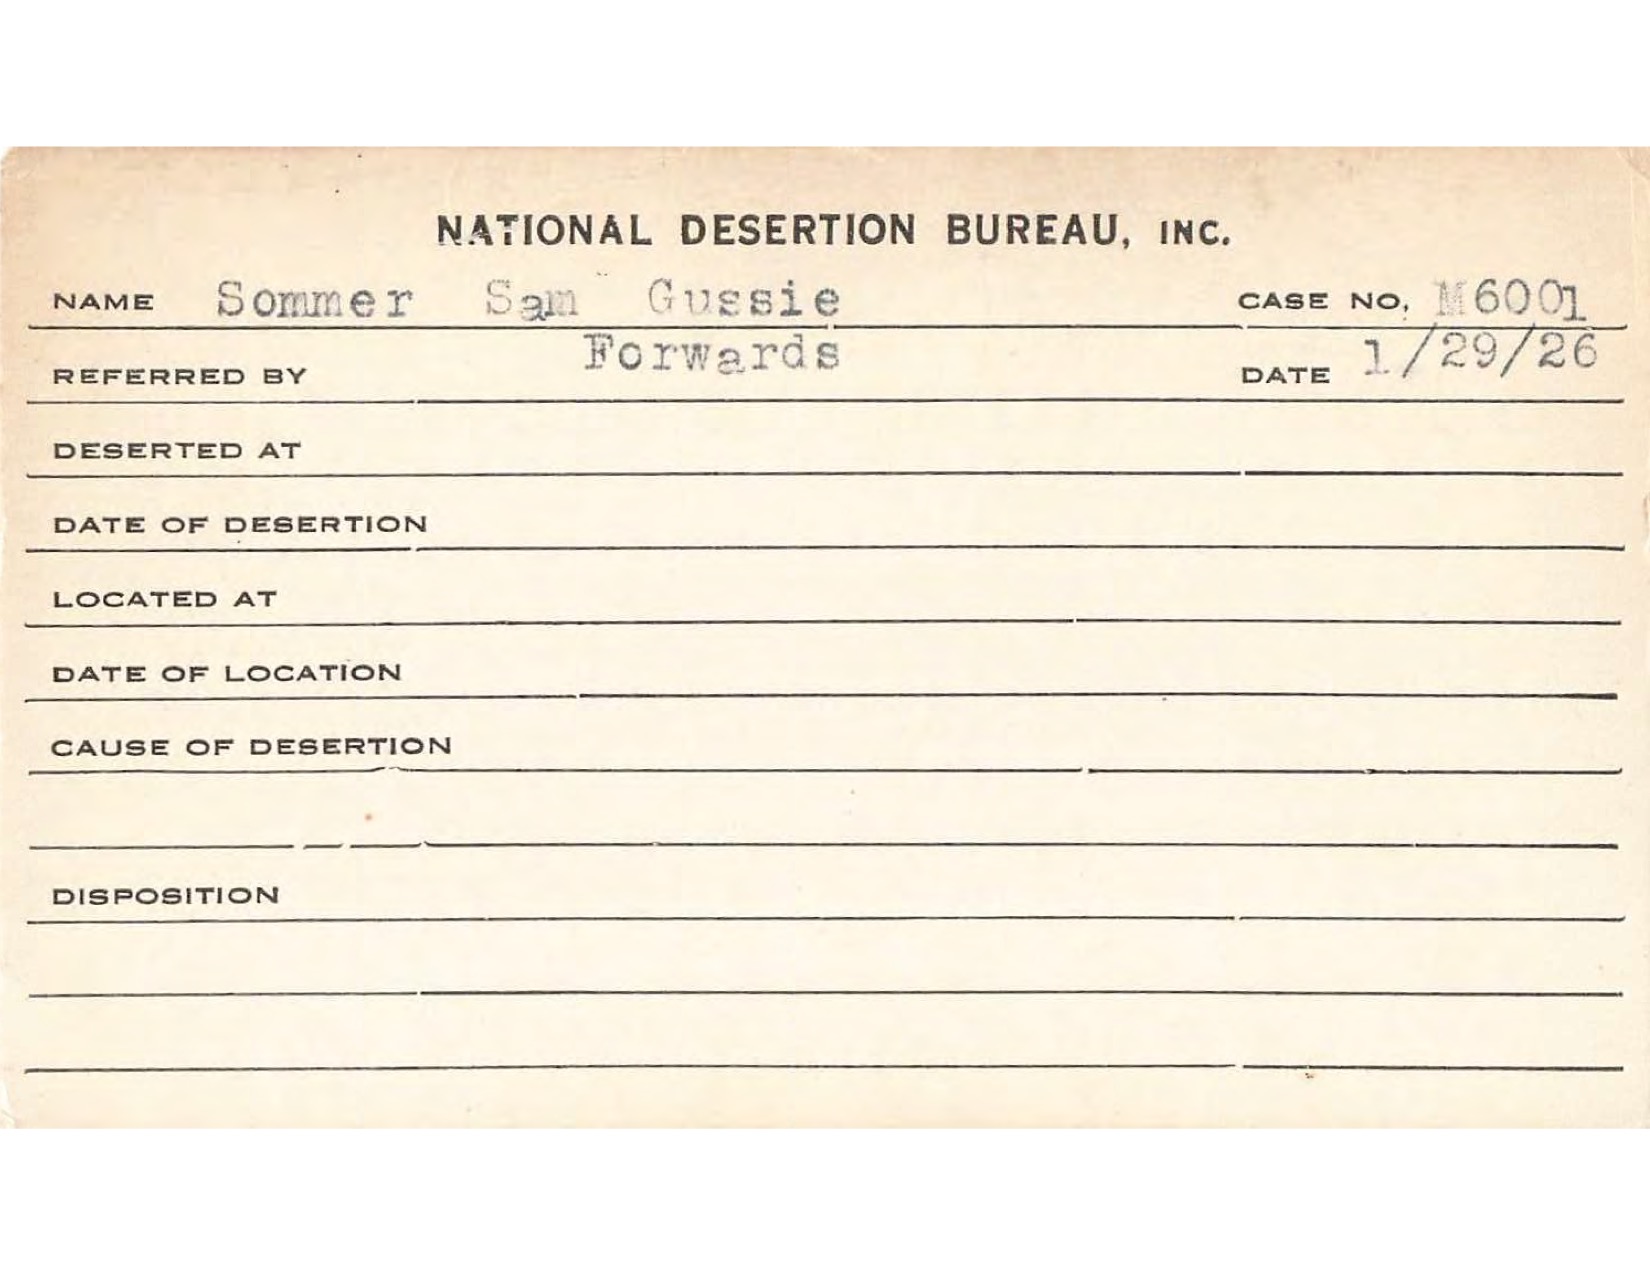 NATIONAL DESERTION BUREAU, INC.
NAME Sommer Sam Gussie CASE NO. M6001
REFERRED BY Forwards DATE 1/29/26
DESERTED AT
DATE OF DESERTION
LOCATED AT
DATE OF LOCATION
CAUSE OF DESERTION
DISPOSITION